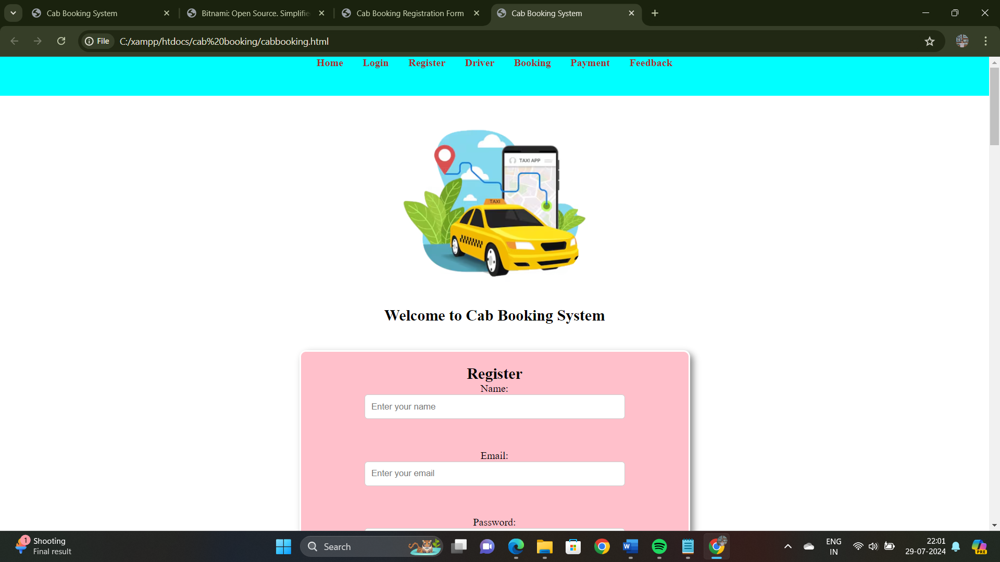 Cab Booking System
Bitnami: Open Source. Simplifie
Cab Booking Registration Form
Cab Booking System
File
C:/xampp/htdocs/cab%20booking/cabbooking.html
Home Login Register Driver Booking Payment Feedback
TAXI APP
TAXI
Welcome to Cab Booking System
Register
Name:
Enter your name
Email:
Enter your email
Password:
1
Shooting
Final result
Search
W
ENG
IN
22:01
29-07-2024
PRE